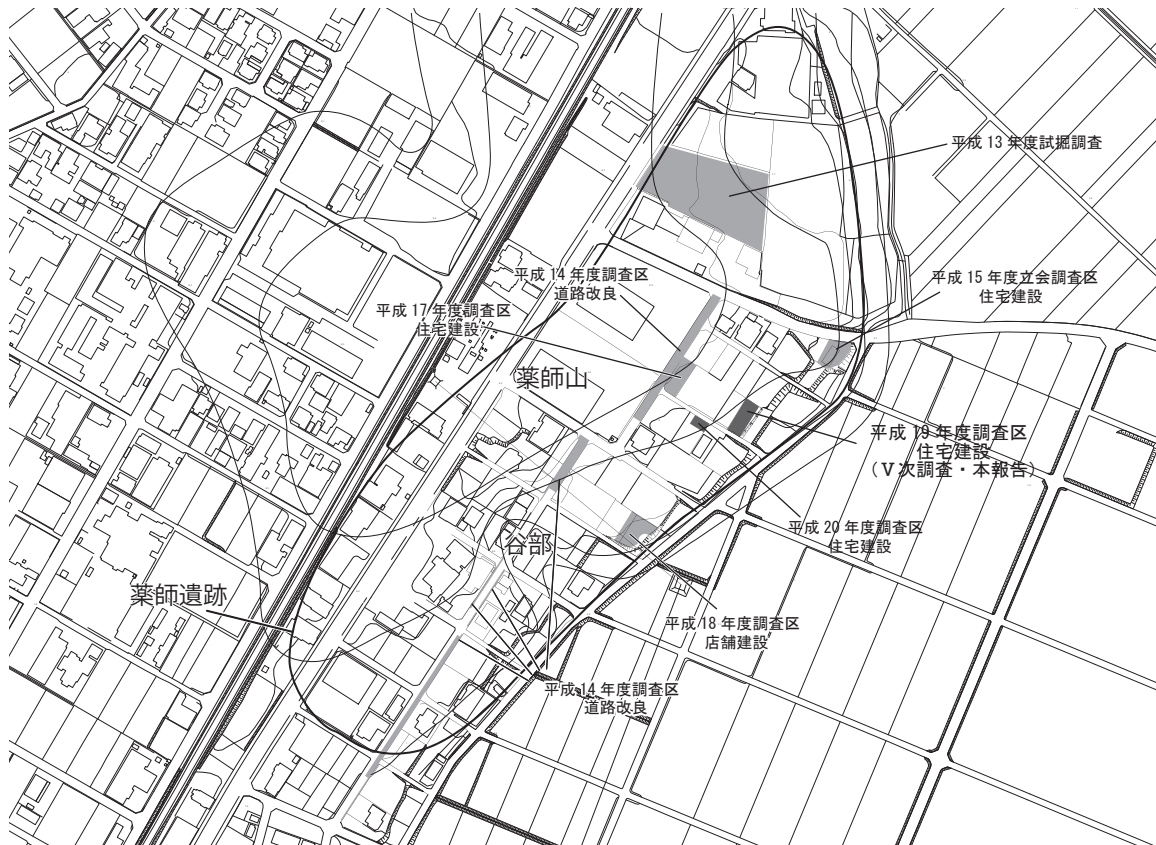 平成 13 年度試掘調査
平成 14 年度調査区
道路改良
平成 15 年度立会調査区
住宅建設
平成 17 年度調査区
住宅建設
薬師山
平成 19 年度調査区
住宅建設
（Ⅴ次調査・本報告）
平成 20 年度調査区
住宅建設
谷部
薬師遺跡
平成 18 年度調査区
店舗建設
平成 14 年度調査区
道路改良